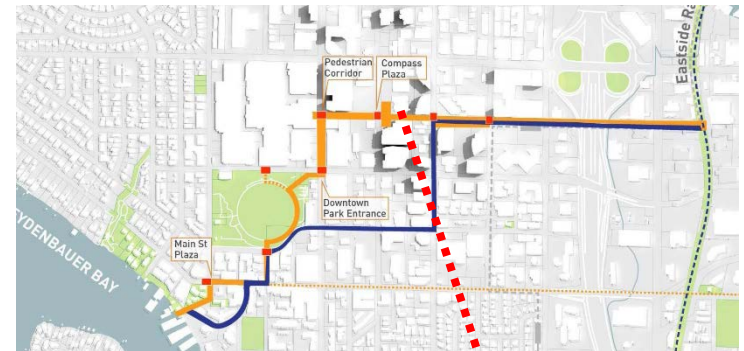 Pedestrian
Corridor
Compass
Plaza
Eastside Ra
Downtown
Park Entrance
Main St
Plaza
YDENBAUER BAY